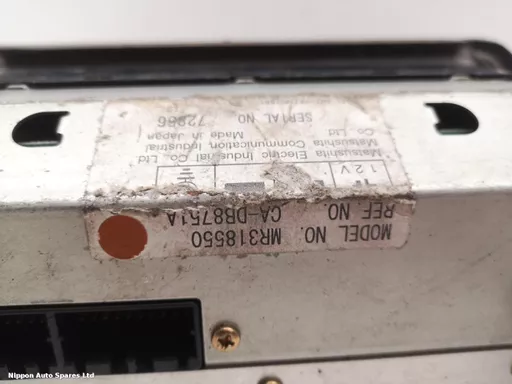 MODEL NO. MR318550
REF. NO. CA-DB8751A
12V
Matsushita Electric Industrial Co. Ltd
Matsushita Communication Industrial
Co. Ltd Made in Japan
SERIAL NO. 72986
Nippon Auto Spares Ltd